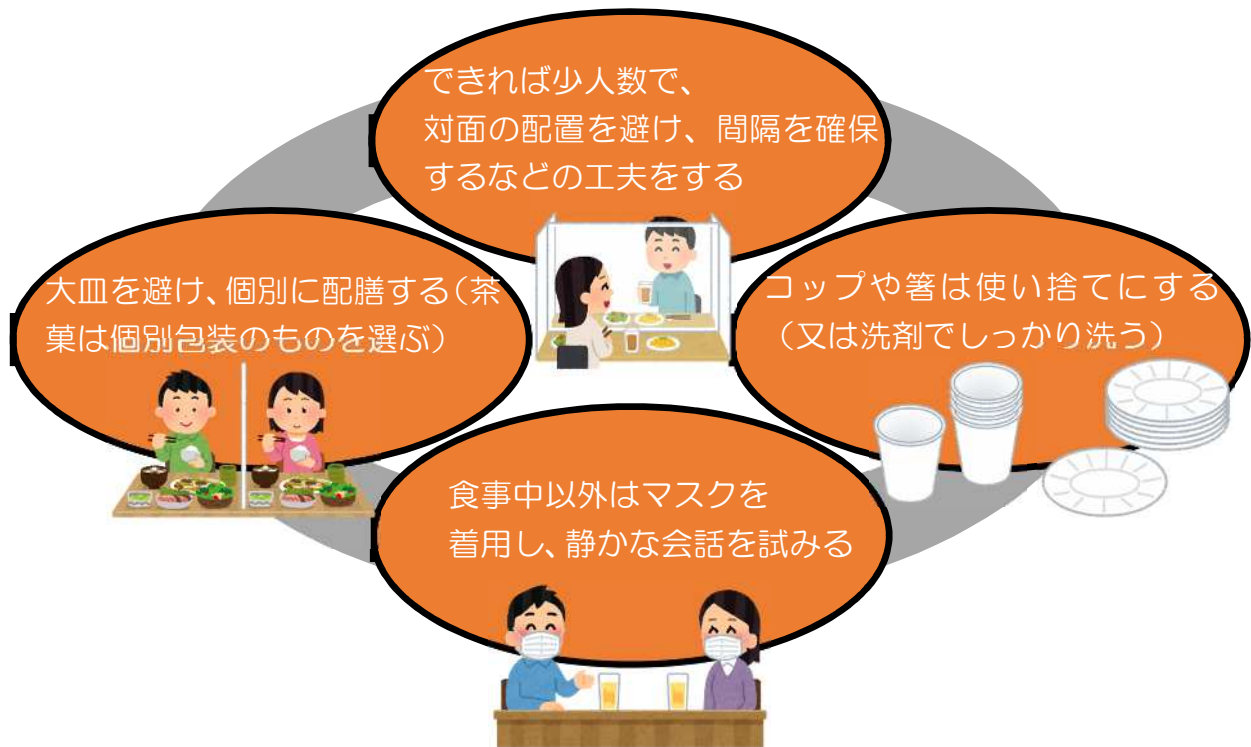 できれば少人数で、
対面の配置を避け、間隔を確保
するなどの工夫をする
大皿を避け、個別に配膳する（茶
菓は個別包装のものを選ぶ）
コップや箸は使い捨てにする
（又は洗剤でしっかり洗う）
食事中以外はマスクを
着用し、静かな会話を試みる